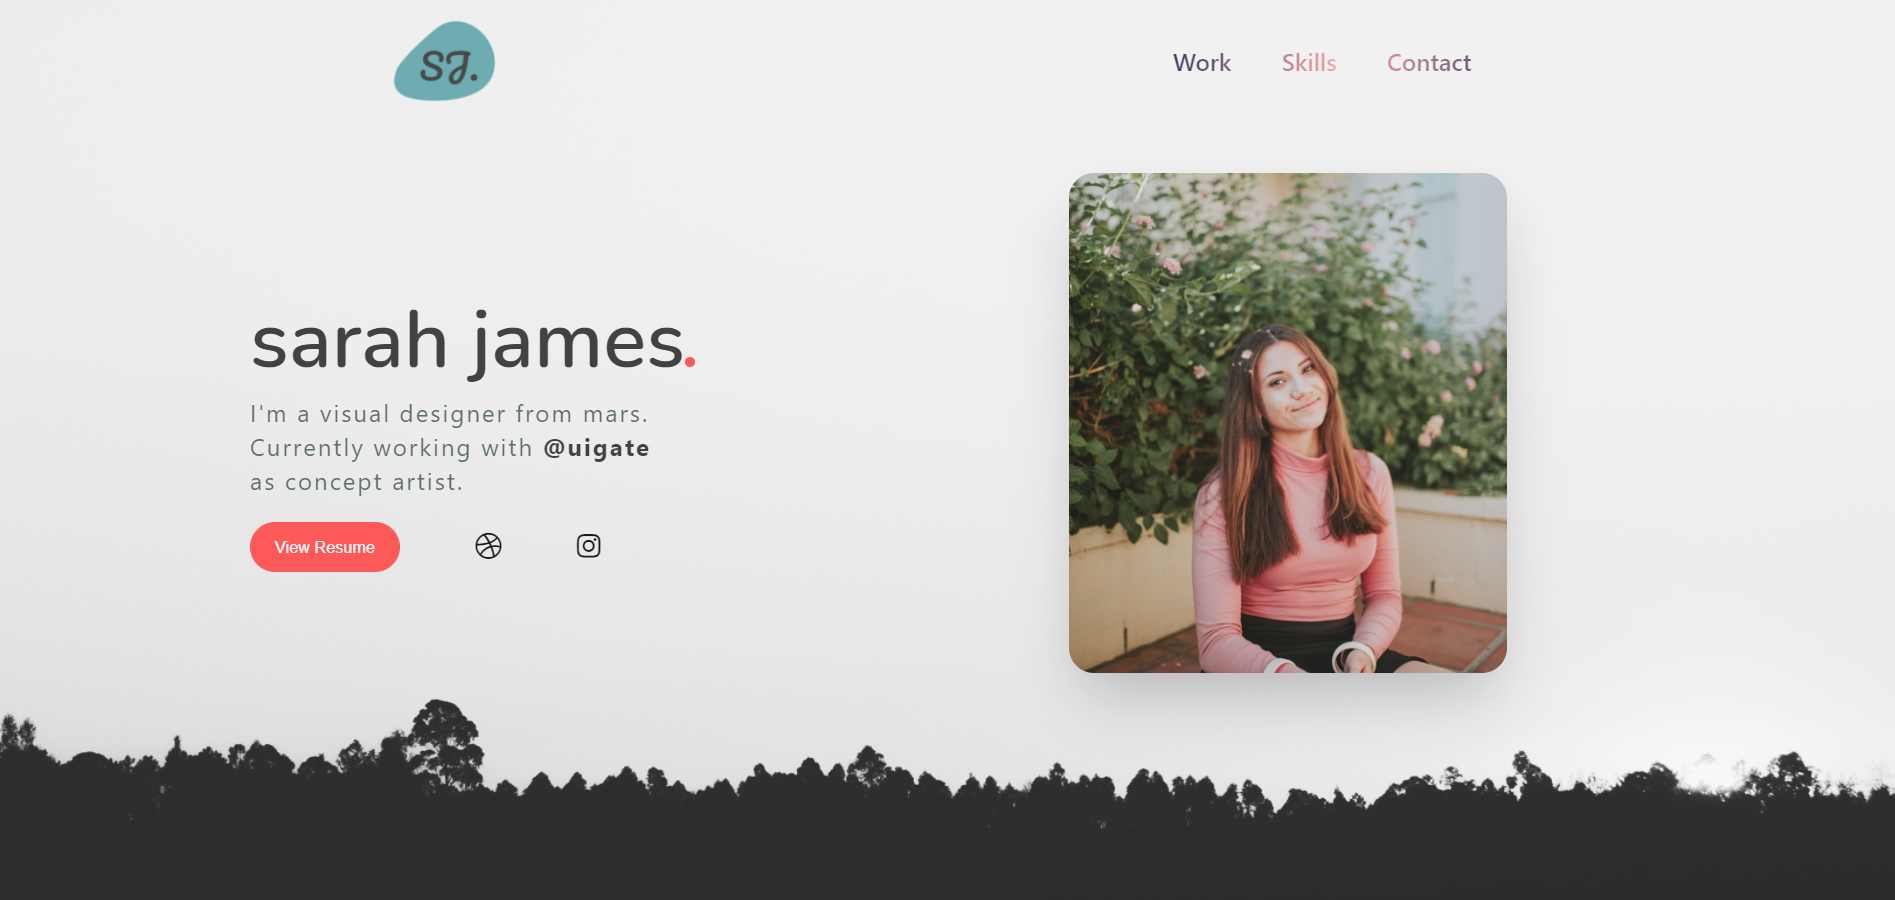 SJ.
Work
Skills
Contact
sarah james.
I'm a visual designer from mars.
Currently working with @uigate
as concept artist.
View Resume